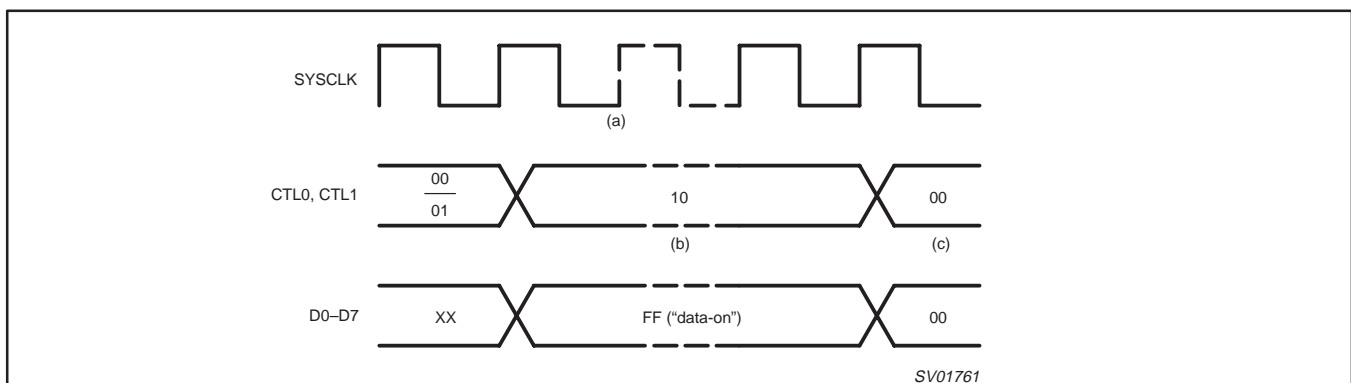 SYSCLK
(a)
CTL0, CTL1
00
01
10
00
(b)
(c)
D0–D7
XX
FF (“data-on”)
00
SV01761